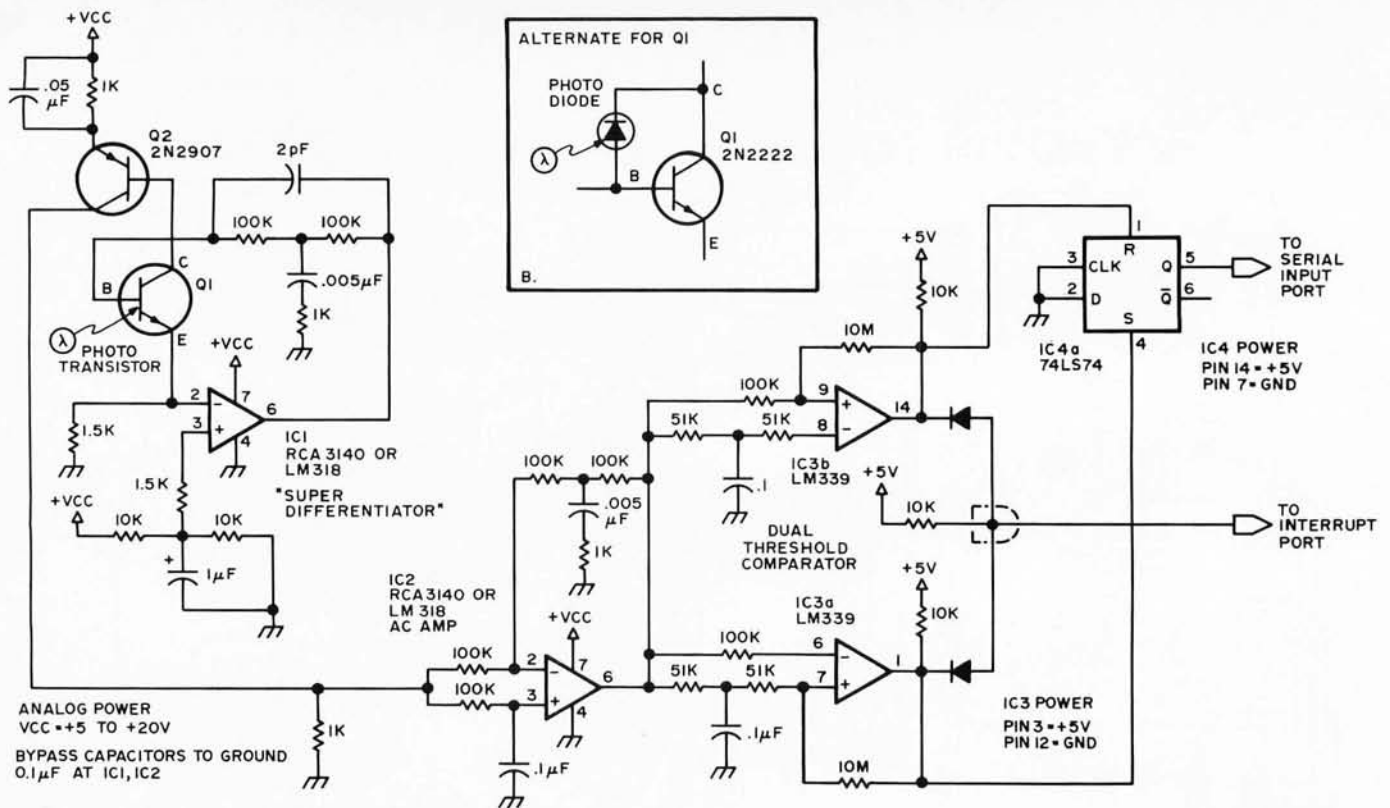 +VCC
.05
μF
1K
Q2
2N2907
2pF
100K
100K
C
B
Q1
.005μF
1K
E
λ
PHOTO
TRANSISTOR
+VCC
7
2
-
3
+
6
4
1.5K
IC1
RCA3140 OR
LM318
"SUPER
DIFFERENTIATOR"
1.5K
+VCC
10K
10K
+
1μF
ALTERNATE FOR Q1
PHOTO
DIODE
C
λ
Q1
2N2222
B
E
B.
+5V
10K
10M
100K
9
+
51K
51K
8
-
14
IC3b
LM339
.1
1
R
3
CLK
Q
5
2
D
Q
6
S
4
IC4a
74LS74
TO
SERIAL
INPUT
PORT
IC4 POWER
PIN 14 = +5V
PIN 7 = GND
+5V
10K
TO
INTERRUPT
PORT
DUAL
THRESHOLD
COMPARATOR
100K
100K
.005
μF
1K
IC2
RCA3140 OR
LM318
AC AMP
+VCC
100K
2
-
7
100K
3
+
6
4
.1μF
+5V
10K
IC3a
LM339
100K
6
-
51K
51K
7
+
1
.1μF
10M
IC3 POWER
PIN 3 = +5V
PIN 12 = GND
ANALOG POWER
VCC = +5 TO +20V
BYPASS CAPACITORS TO GROUND
0.1μF AT IC1, IC2
1K